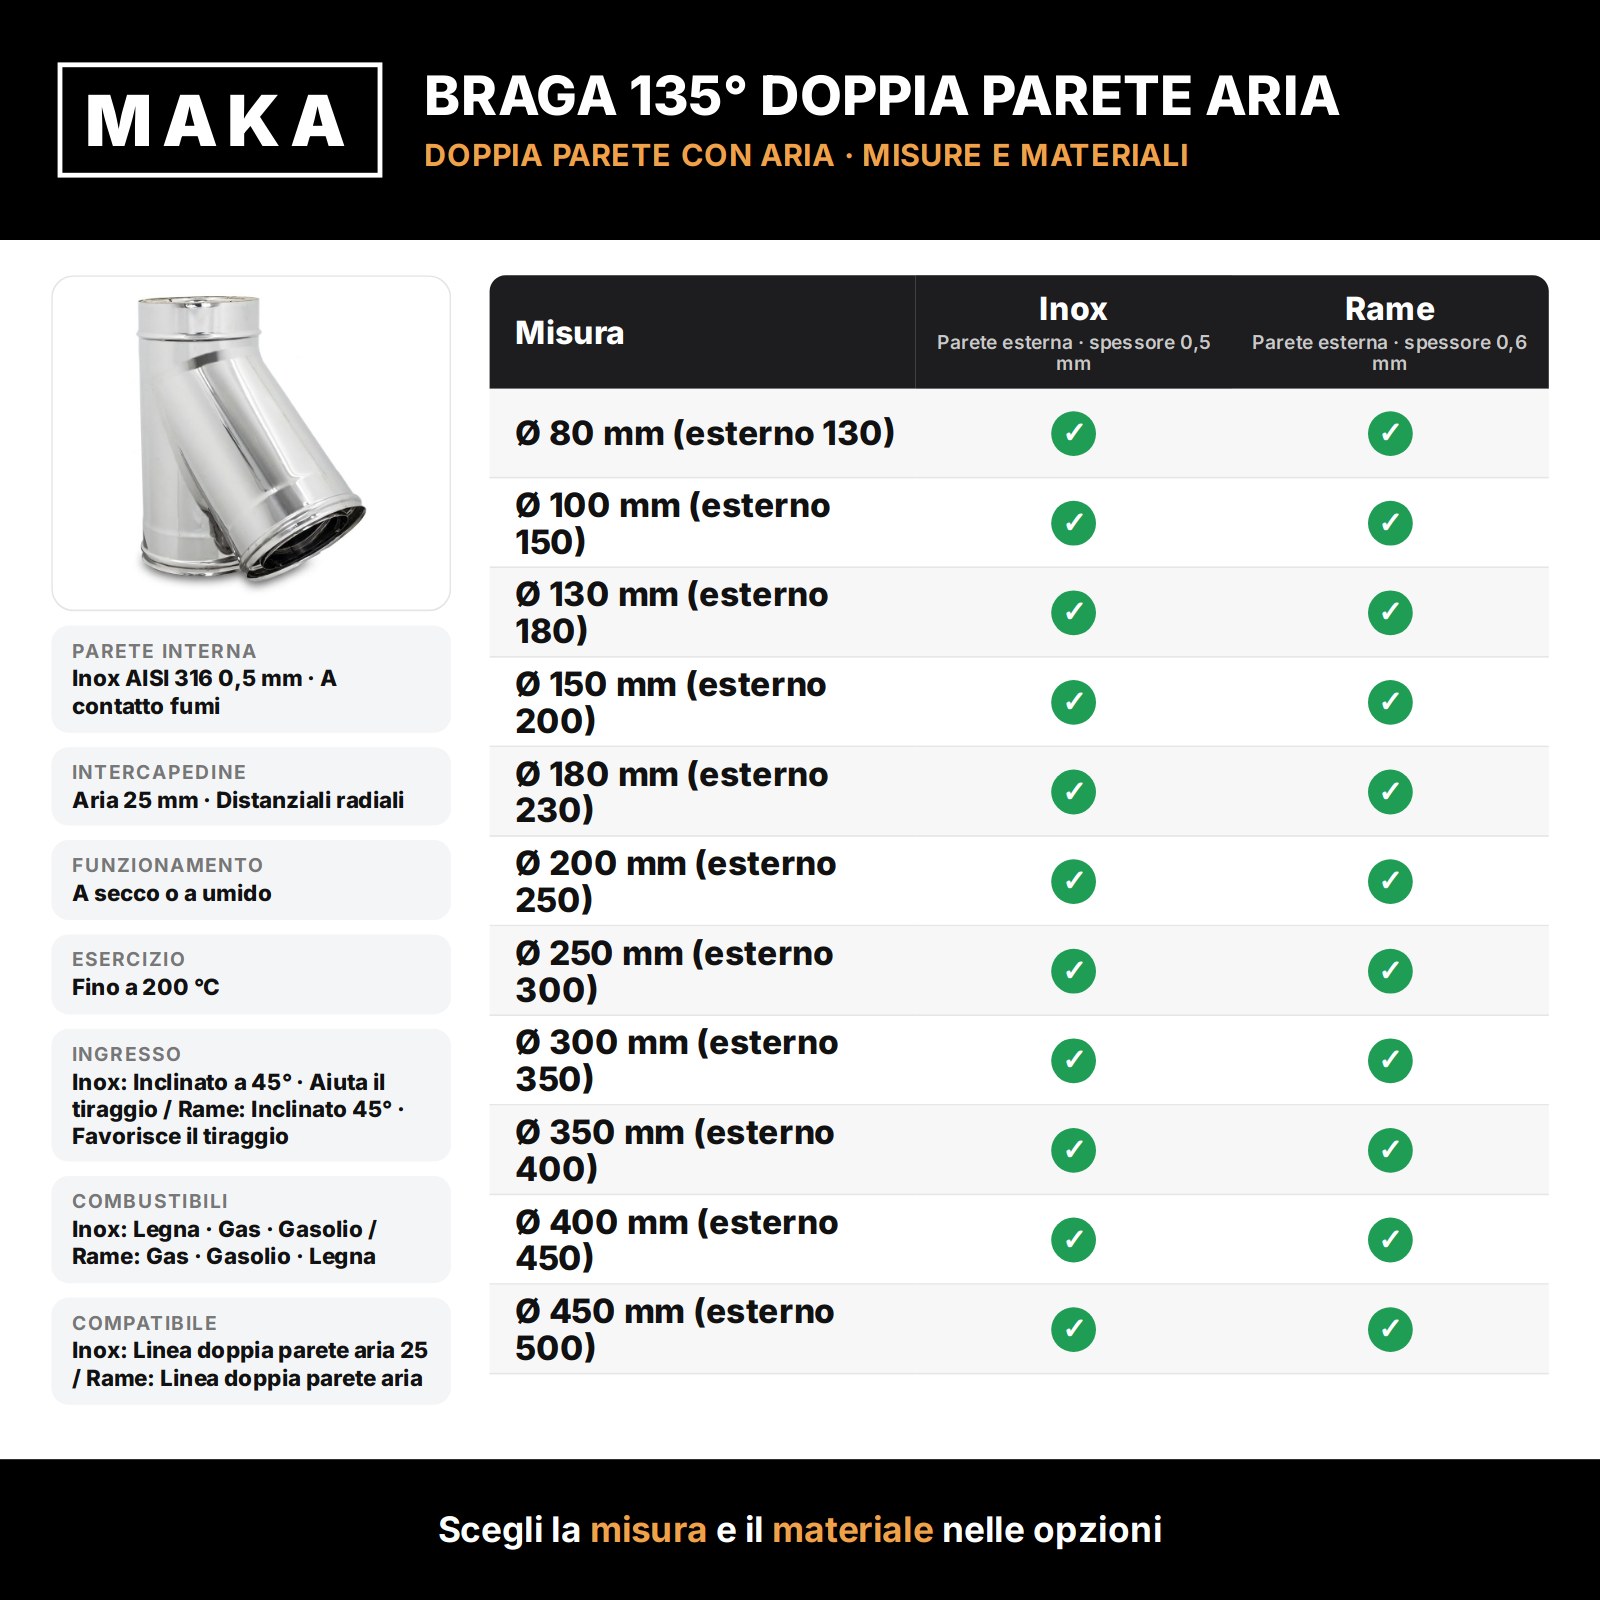 MAKA
BRAGA 135° DOPPIA PARETE ARIA
DOPPIA PARETE CON ARIA · MISURE E MATERIALI
PARETE INTERNA
Inox AISI 316 0,5 mm · A
contatto fumi
INTERCAPEDINE
Aria 25 mm · Distanziali radiali
FUNZIONAMENTO
A secco o a umido
ESERCIZIO
Fino a 200 °C
INGRESSO
Inox: Inclinato a 45° · Aiuta il
tiraggio / Rame: Inclinato 45° ·
Favorisce il tiraggio
COMBUSTIBILI
Inox: Legna · Gas · Gasolio /
Rame: Gas · Gasolio · Legna
COMPATIBILE
Inox: Linea doppia parete aria 25
/ Rame: Linea doppia parete aria
Misura
Inox
Parete esterna · spessore 0,5
mm
Rame
Parete esterna · spessore 0,6
mm
Ø 80 mm (esterno 130) ✓ ✓
Ø 100 mm (esterno
150) ✓ ✓
Ø 130 mm (esterno
180) ✓ ✓
Ø 150 mm (esterno
200) ✓ ✓
Ø 180 mm (esterno
230) ✓ ✓
Ø 200 mm (esterno
250) ✓ ✓
Ø 250 mm (esterno
300) ✓ ✓
Ø 300 mm (esterno
350) ✓ ✓
Ø 350 mm (esterno
400) ✓ ✓
Ø 400 mm (esterno
450) ✓ ✓
Ø 450 mm (esterno
500) ✓ ✓
Scegli la misura e il materiale nelle opzioni